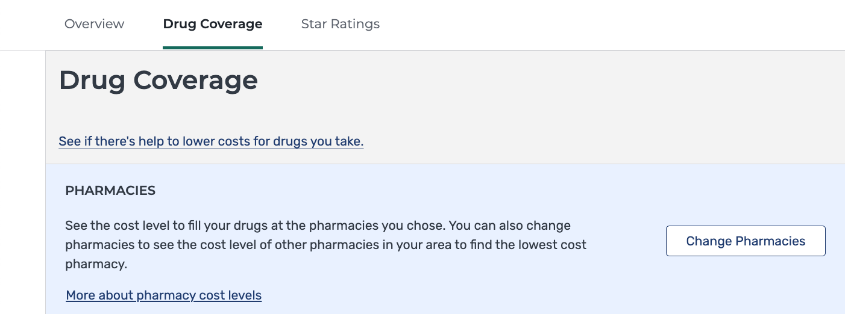 Overview Drug Coverage Star Ratings
Drug Coverage
See if there's help to lower costs for drugs you take.
PHARMACIES
See the cost level to fill your drugs at the pharmacies you chose. You can also change
pharmacies to see the cost level of other pharmacies in your area to find the lowest cost
pharmacy.
Change Pharmacies
More about pharmacy cost levels